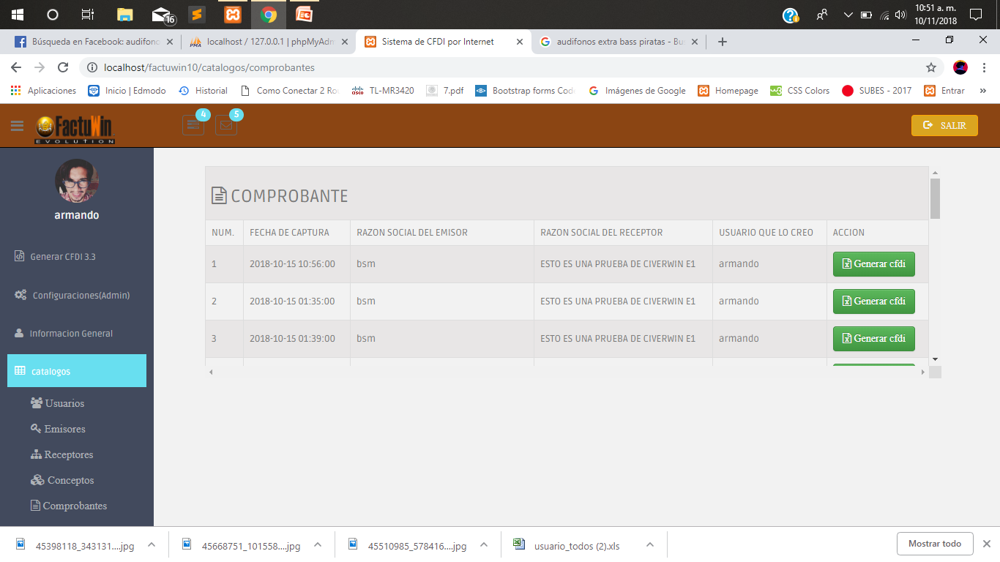 16
10:51 a. m.
10/11/2018
Búsqueda en Facebook: audifono
localhost / 127.0.0.1 | phpMyAdm
Sistema de CFDI por Internet
audifonos extra bass piratas - Bu
localhost/factuwin10/catalogos/comprobantes
Aplicaciones
Inicio | Edmodo
Historial
Como Conectar 2 Rou
TL-MR3420
7.pdf
Bootstrap forms Cod
Imágenes de Google
Homepage
CSS Colors
SUBES - 2017
Entrar
FactuWin
EVOLUTION
4
5
SALIR
armando
Generar CFDI 3.3
Configuraciones(Admin)
Informacion General
catalogos
Usuarios
Emisores
Receptores
Conceptos
Comprobantes
COMPROBANTE
NUM. FECHA DE CAPTURA RAZON SOCIAL DEL EMISOR RAZON SOCIAL DEL RECEPTOR USUARIO QUE LO CREO ACCION
1 2018-10-15 10:56:00 bsm ESTO ES UNA PRUEBA DE CIVERWIN E1 armando Generar cfdi
2 2018-10-15 01:35:00 bsm ESTO ES UNA PRUEBA DE CIVERWIN E1 armando Generar cfdi
3 2018-10-15 01:39:00 bsm ESTO ES UNA PRUEBA DE CIVERWIN E1 armando Generar cfdi
45398118_343131....jpg
45668751_101558....jpg
45510985_578416....jpg
usuario_todos (2).xls
Mostrar todo